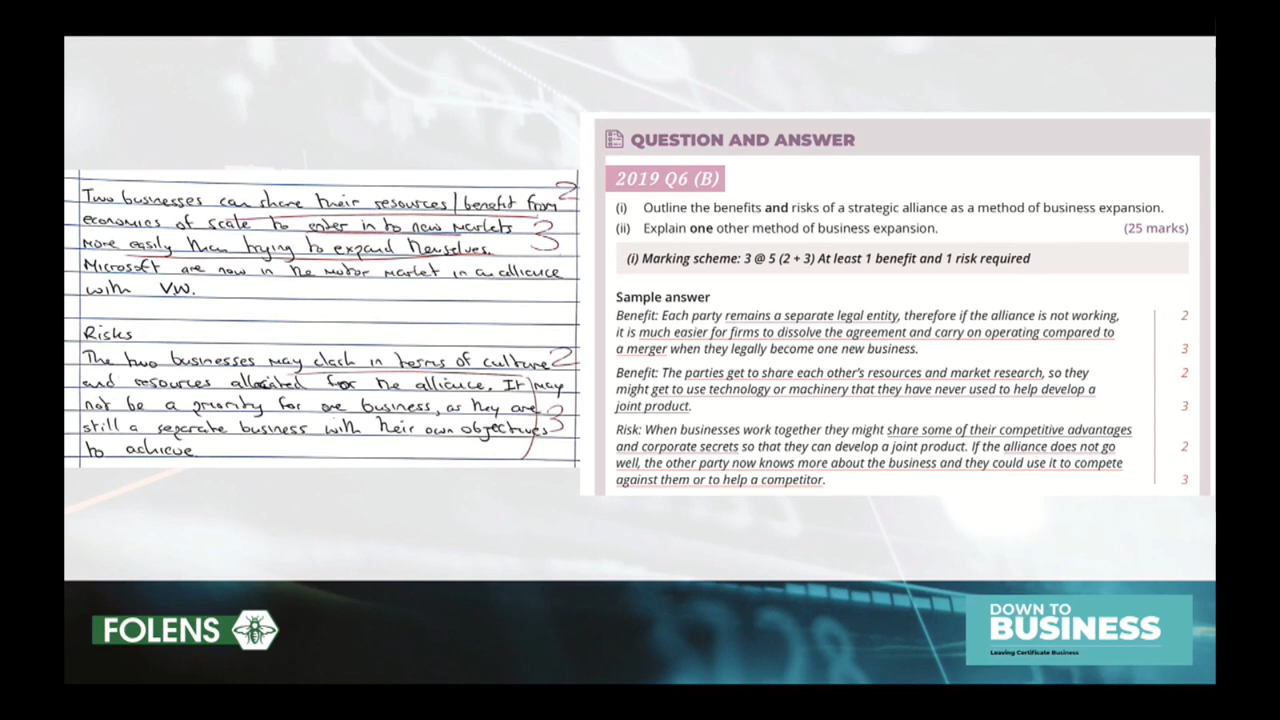 Two businesses can share their resources / benefit from 2
economies of scale to enter in to new markets 3
more easily than trying to expand themselves.
Microsoft are now in the motor market in an alliance
with V.W.
Risks
The two businesses may clash in terms of culture 2
and resources allocated for the alliance. It may
not be a priority for one business, as they are 3
still a seperate business with their own objectives
to achieve
QUESTION AND ANSWER
2019 Q6 (B)
(i) Outline the benefits and risks of a strategic alliance as a method of business expansion.
(ii) Explain one other method of business expansion. (25 marks)
(i) Marking scheme: 3 @ 5 (2 + 3) At least 1 benefit and 1 risk required
Sample answer
Benefit: Each party remains a separate legal entity, therefore if the alliance is not working, 2
it is much easier for firms to dissolve the agreement and carry on operating compared to
a merger when they legally become one new business. 3
Benefit: The parties get to share each other's resources and market research, so they 2
might get to use technology or machinery that they have never used to help develop a
joint product. 3
Risk: When businesses work together they might share some of their competitive advantages
and corporate secrets so that they can develop a joint product. If the alliance does not go 2
well, the other party now knows more about the business and they could use it to compete
against them or to help a competitor. 3
FOLENS
DOWN TO
BUSINESS
Leaving Certificate Business